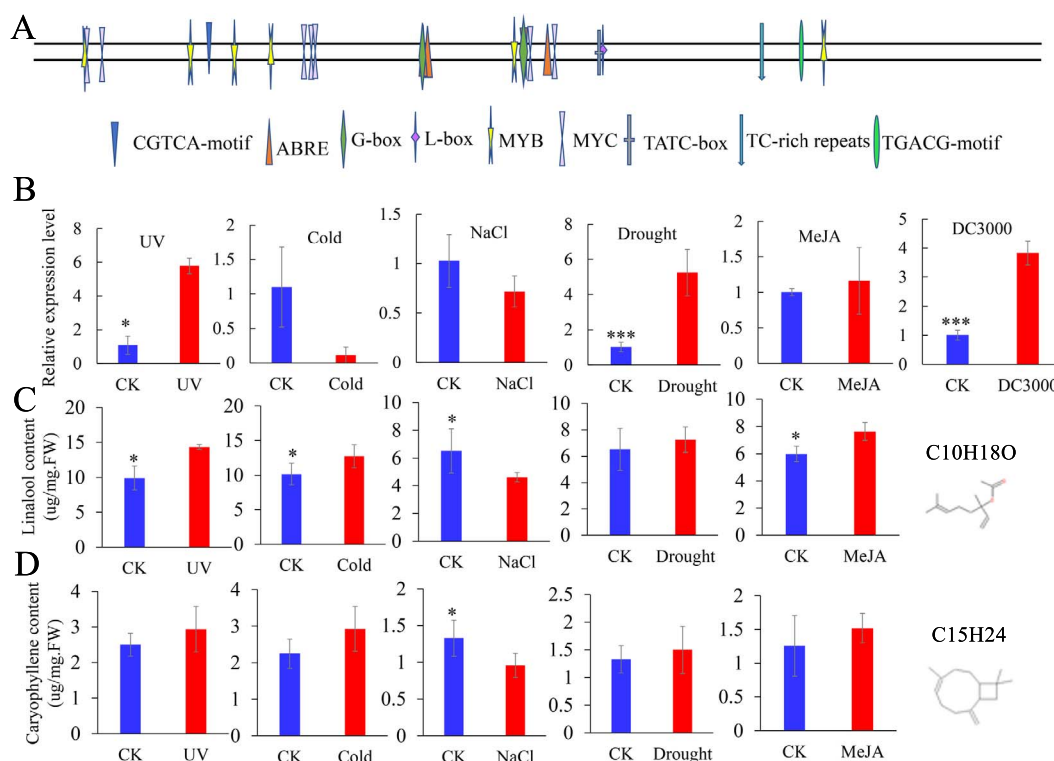 A
CGTCA-motif
ABRE
G-box
L-box
MYB
MYC
TATC-box
TC-rich repeats
TGACG-motif
B
Relative expression level
8
6
4
2
0
UV
*
CK
UV
2
1.5
1
0.5
0
Cold
CK
Cold
1.5
1
0.5
0
NaCl
CK
NaCl
8
6
4
2
0
Drought
***
CK
Drought
2
1.5
1
0.5
0
MeJA
CK
MeJA
5
4
3
2
1
0
DC3000
***
CK
DC3000
C
Linalool content
(ug/mg.FW)
20
15
10
5
0
*
CK
UV
20
15
10
5
0
*
CK
Cold
10
8
6
4
2
0
*
CK
NaCl
10
8
6
4
2
0
CK
Drought
10
8
6
4
2
0
*
CK
MeJA
C10H18O
D
Caryophyllene content
(ug/mg.FW)
4
3
2
1
0
CK
UV
4
3
2
1
0
CK
Cold
2
1.5
1
0.5
0
*
CK
NaCl
2.5
2
1.5
1
0.5
0
CK
Drought
2
1.5
1
0.5
0
CK
MeJA
C15H24